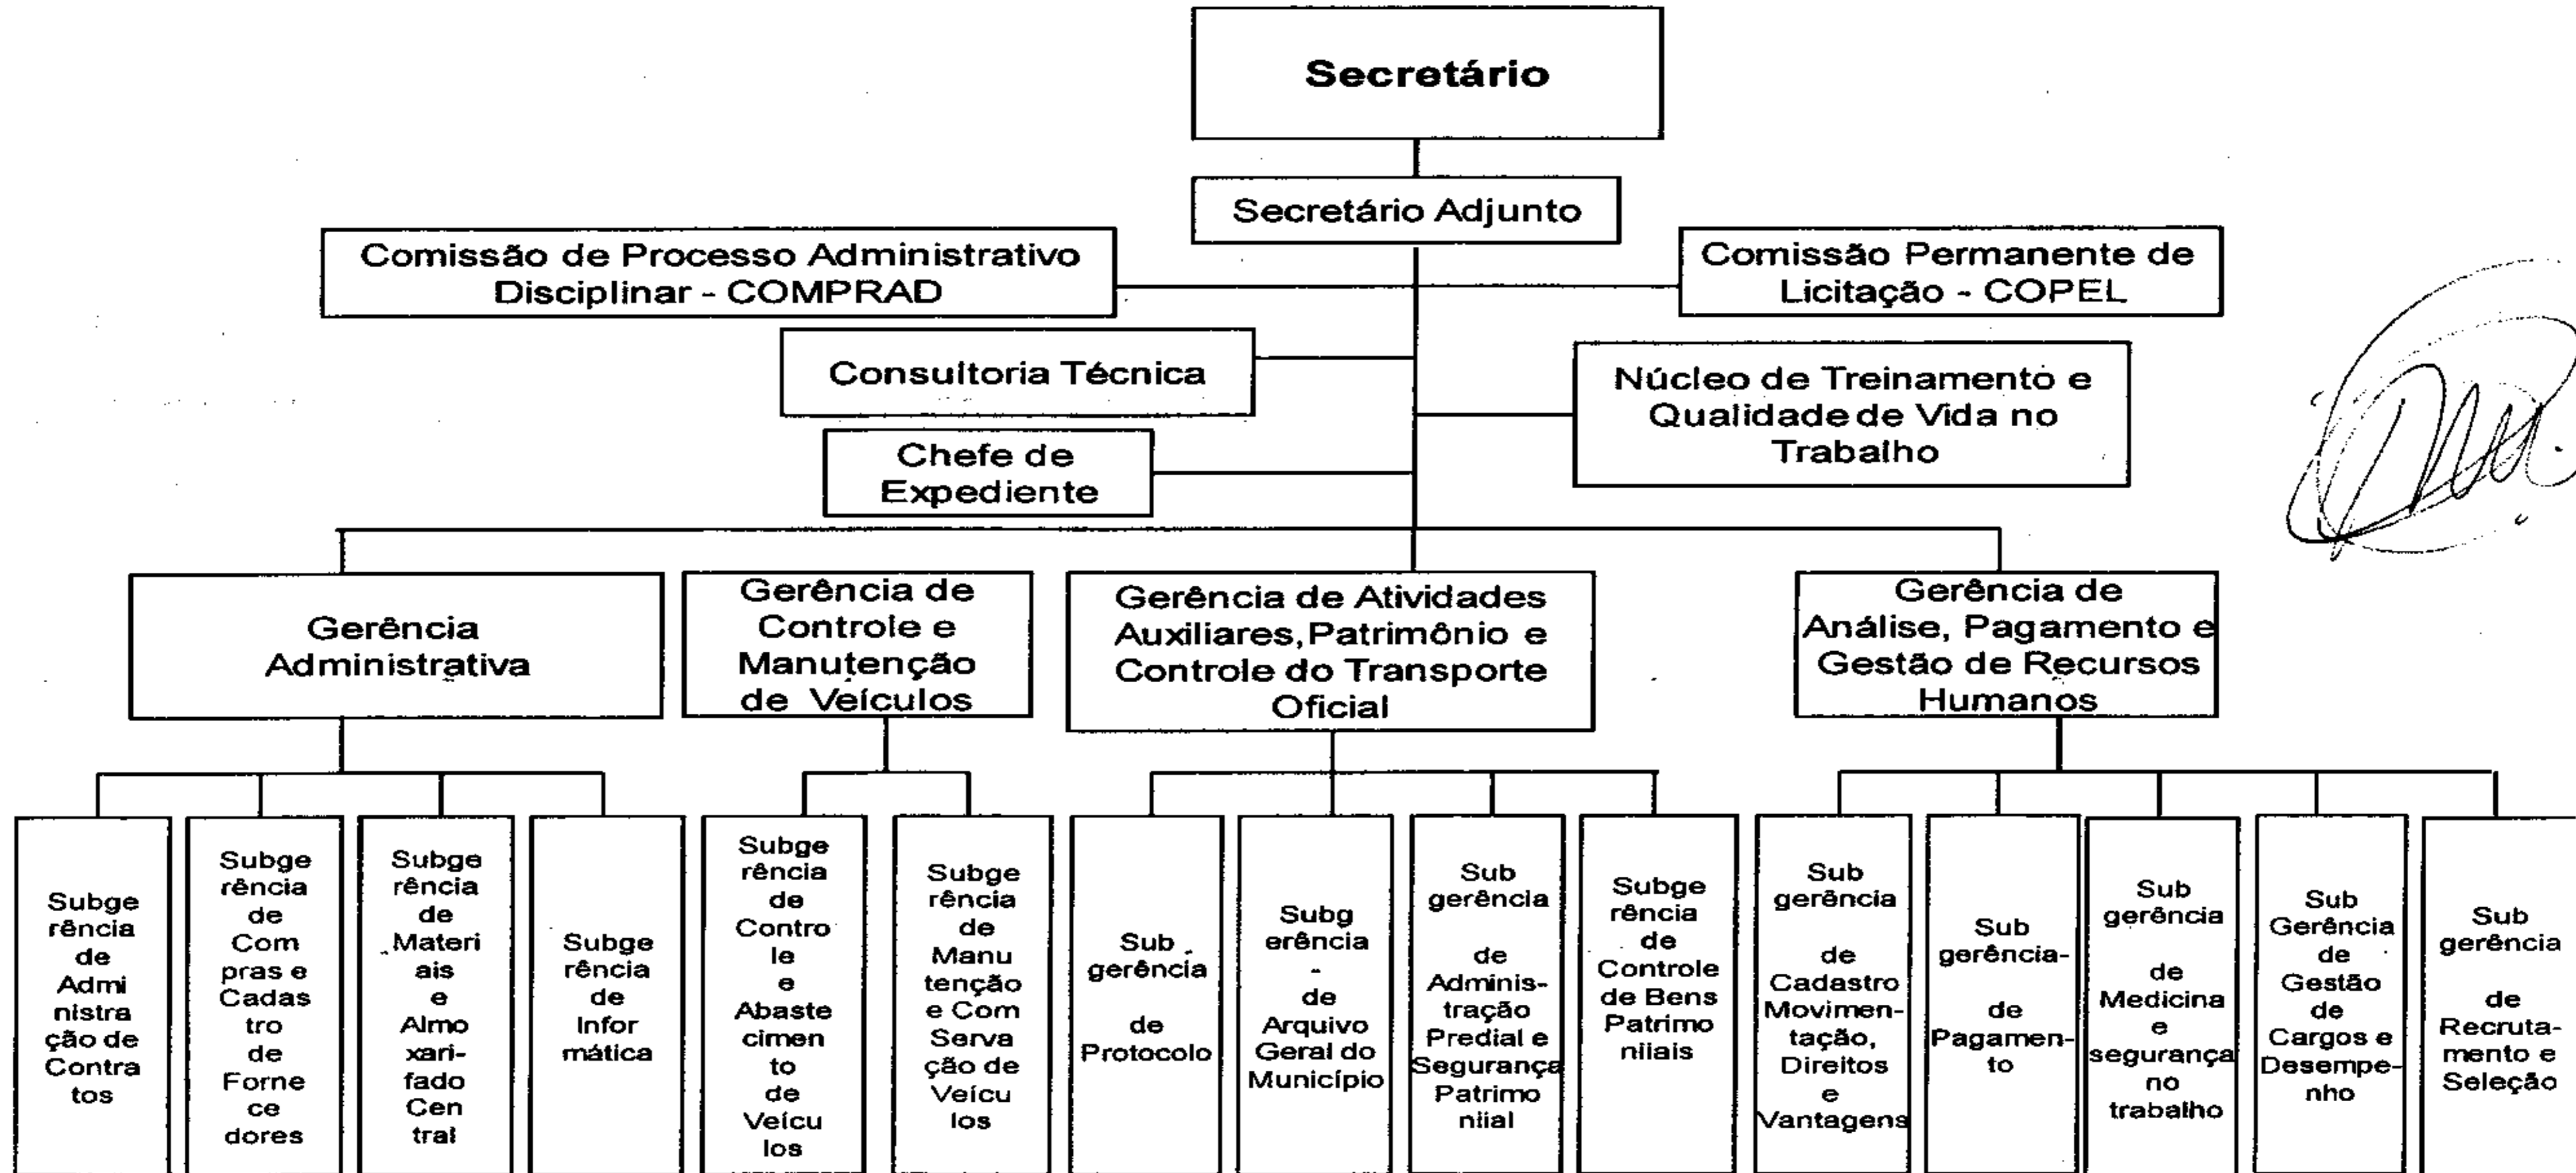 Secretário
Secretário Adjunto
Comissão de Processo Administrativo
Disciplinar - COMPRAD
Comissão Permanente de
Licitação - COPEL
Consultoria Técnica
Núcleo de Treinamento e
Qualidade de Vida no
Trabalho
Chefe de
Expediente
Gerência
Administrativa
Gerência de
Controle e
Manutenção
de Veículos
Gerência de Atividades
Auxiliares, Patrimônio e
Controle do Transporte
Oficial
Gerência de
Análise, Pagamento e
Gestão de Recursos
Humanos
Subge
rência
de
Admi
nistra
ção de
Contra
tos
Subge
rência
de
Com
pras e
Cadas
tro
de
Forne
ce
dores
Subge
rência
de
Materi
ais
e
Almo
xari-
fado
Cen
tral
Subge
rência
de
Infor
mática
Subge
rência
de
Contro
le
e
Abaste
cimen
to
de
Veícu
los
Subge
rência
de
Manu
tenção
e Com
Serva
ção de
Veícu
los
Sub
gerência
de
Protocolo
Subg
erência
-
de
Arquivo
Geral do
Município
Sub
gerência
de
Adminis-
tração
Predial e
Segurança
Patrimo
niial
Subge
rência
de
Controle
de Bens
Patrimo
niiais
Sub
gerência
de
Cadastro
Movimen-
tação,
Direitos
e
Vantagens
Sub
gerência-
de
Pagamen-
to
Sub
gerência
de
Medicina
e
segurança
no
trabalho
Sub
Gerência
de
Gestão
de
Cargos e
Desempe-
nho
Sub
gerência
de
Recruta-
mento e
Seleção